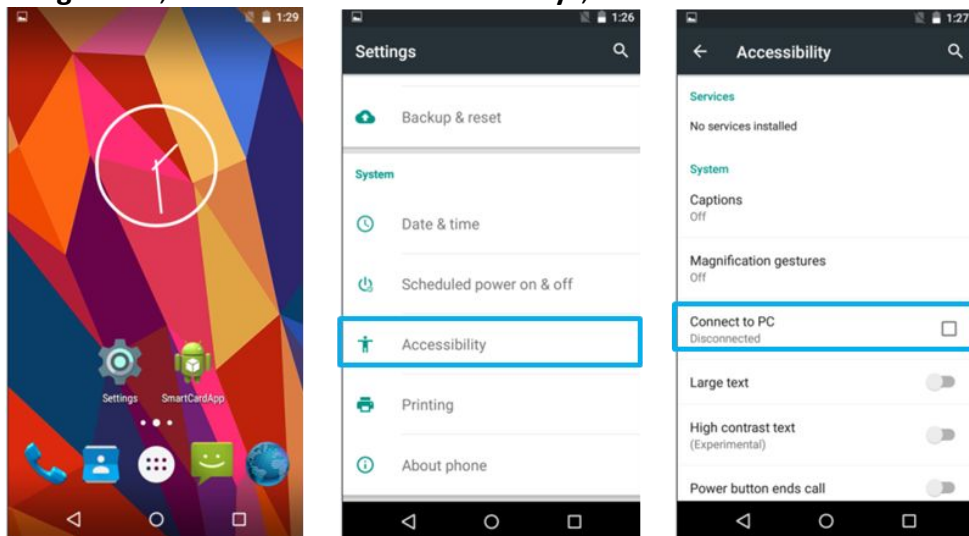 1:29
Settings
SmartCardApp
1:26
Settings
Backup & reset
System
Date & time
Scheduled power on & off
Accessibility
Printing
About phone
1:27
Accessibility
Services
No services installed
System
Captions
Off
Magnification gestures
Off
Connect to PC
Disconnected
Large text
High contrast text
(Experimental)
Power button ends call